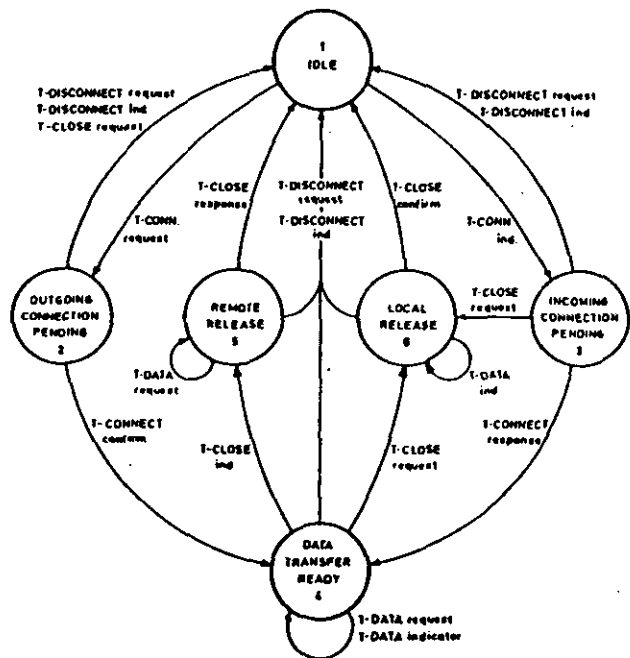 1
IDLE
T-DISCONNECT request
T-DISCONNECT ind
T-CLOSE request
T-DISCONNECT request
T-DISCONNECT ind
T-CLOSE
response
T-DISCONNECT
request
T-DISCONNECT
ind
T-CLOSE
confirm
T-CONN.
request
T-CONN
ind.
OUTGOING
CONNECTION
PENDING
2
REMOTE
RELEASE
5
LOCAL
RELEASE
6
T-CLOSE
request
INCOMING
CONNECTION
PENDING
3
T-DATA
request
T-DATA
ind
T-CONNECT
confirm
T-CLOSE
ind
T-CLOSE
request
T-CONNECT
response
DATA
TRANSFER
READY
4
T-DATA request
T-DATA indicator